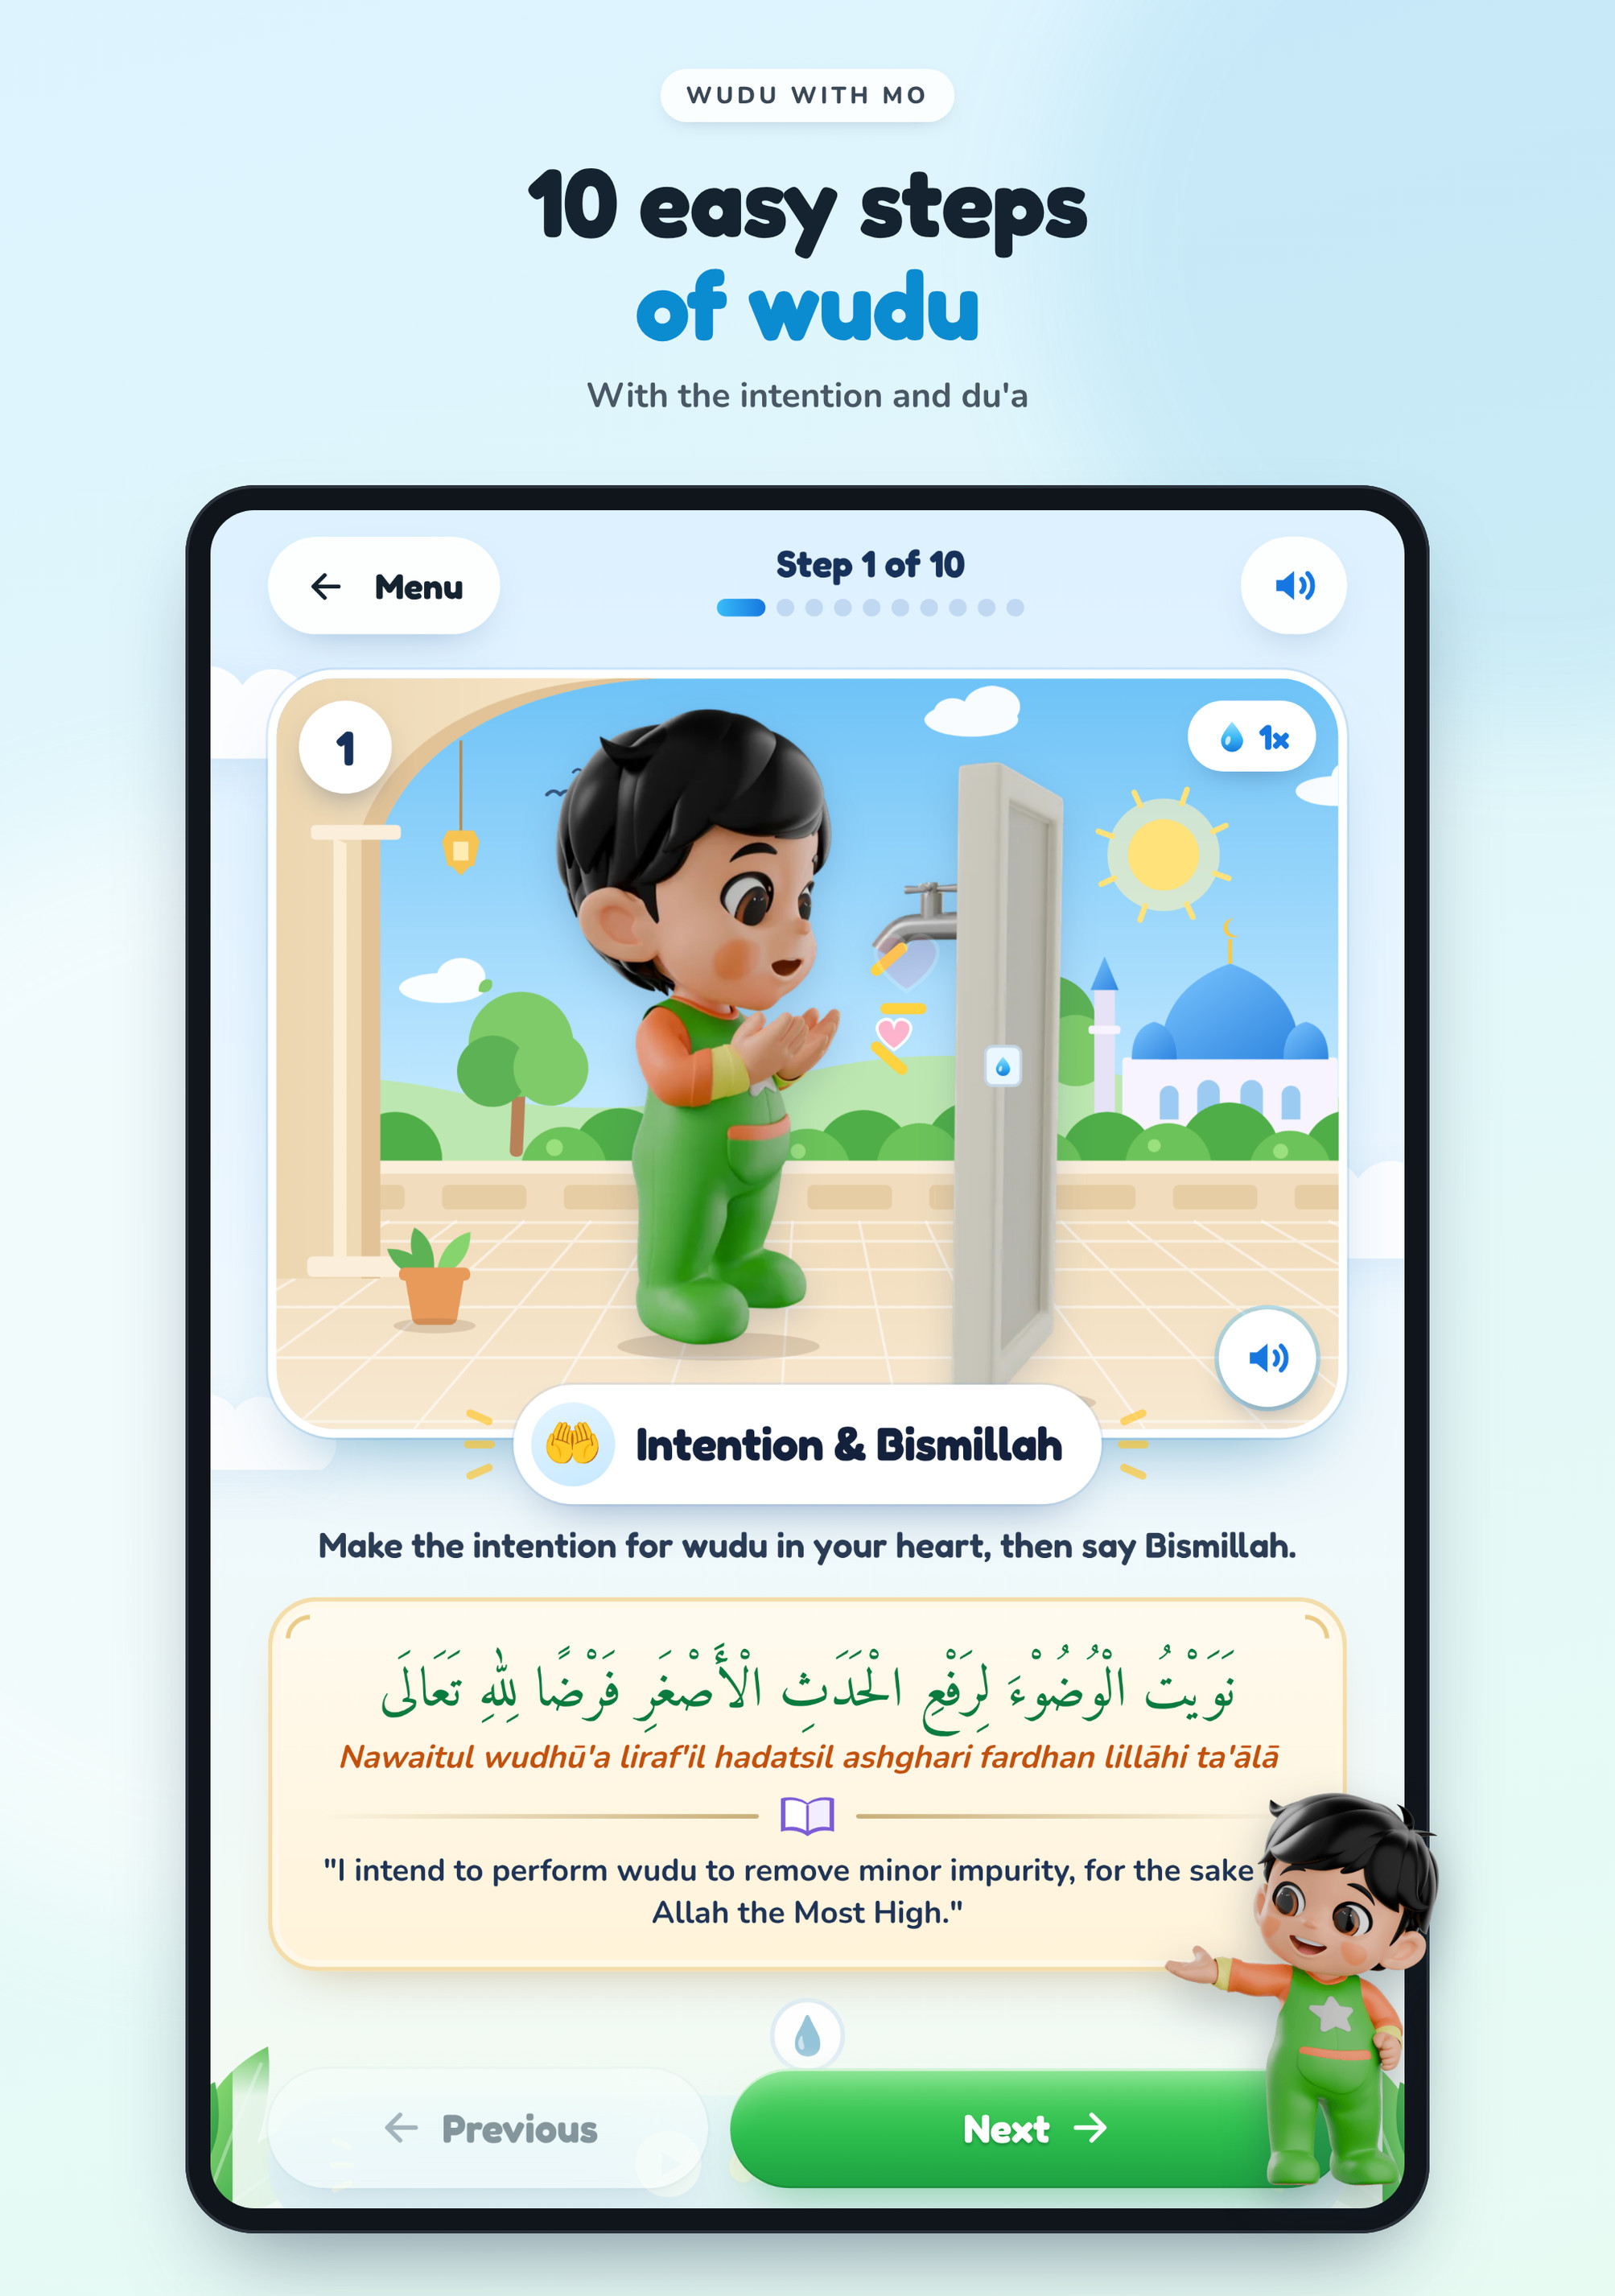 WUDU WITH MO
10 easy steps
of wudu
With the intention and du'a
Menu
Step 1 of 10
1
1x
Intention & Bismillah
Make the intention for wudu in your heart, then say Bismillah.
نَوَيْتُ الْوُضُوْءَ لِرَفْعِ الْحَدَثِ الْأَصْغَرِ فَرْضًا لِلّٰهِ تَعَالَى
Nawaitul wudhū'a liraf'il hadatsil ashghari fardhan lillāhi ta'ālā
"I intend to perform wudu to remove minor impurity, for the sake
Allah the Most High."
Previous
Next